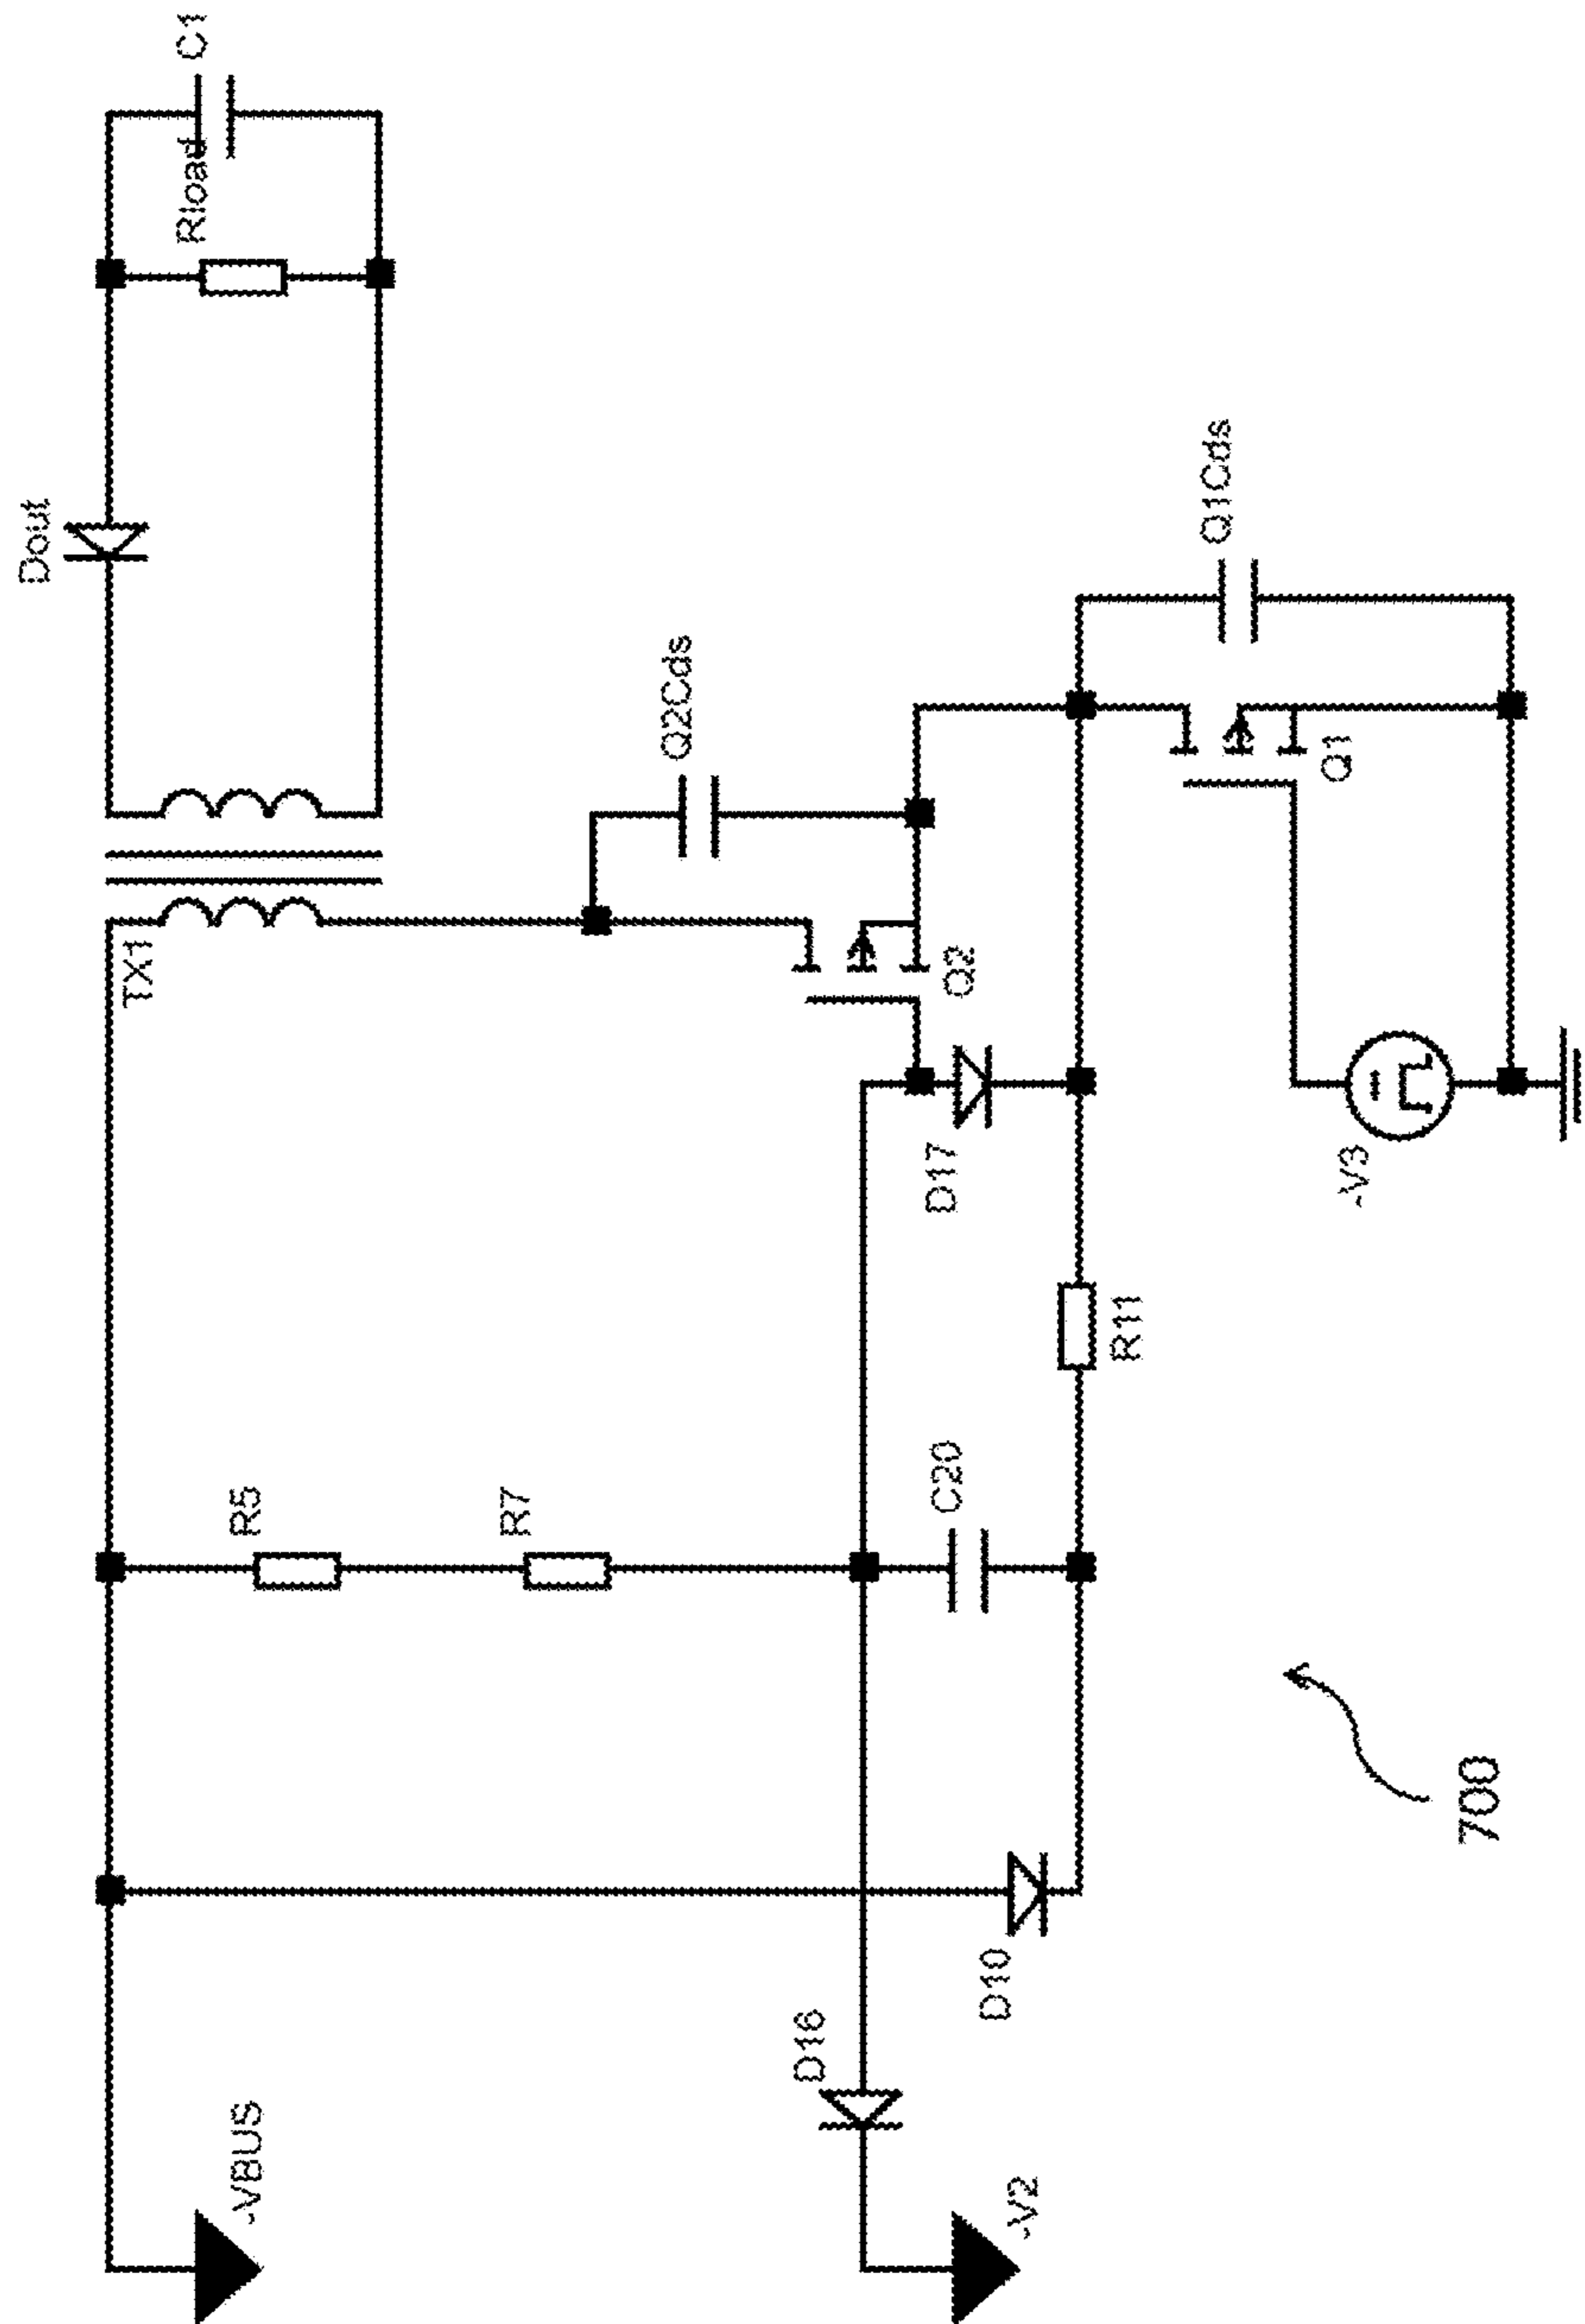 -VBUS
R5
R7
TX1
Dout
Rload
C1
Q2Cds
D16
-V2
D10
C20
D17
Q2
R11
Q1Cds
Q1
-V3
700